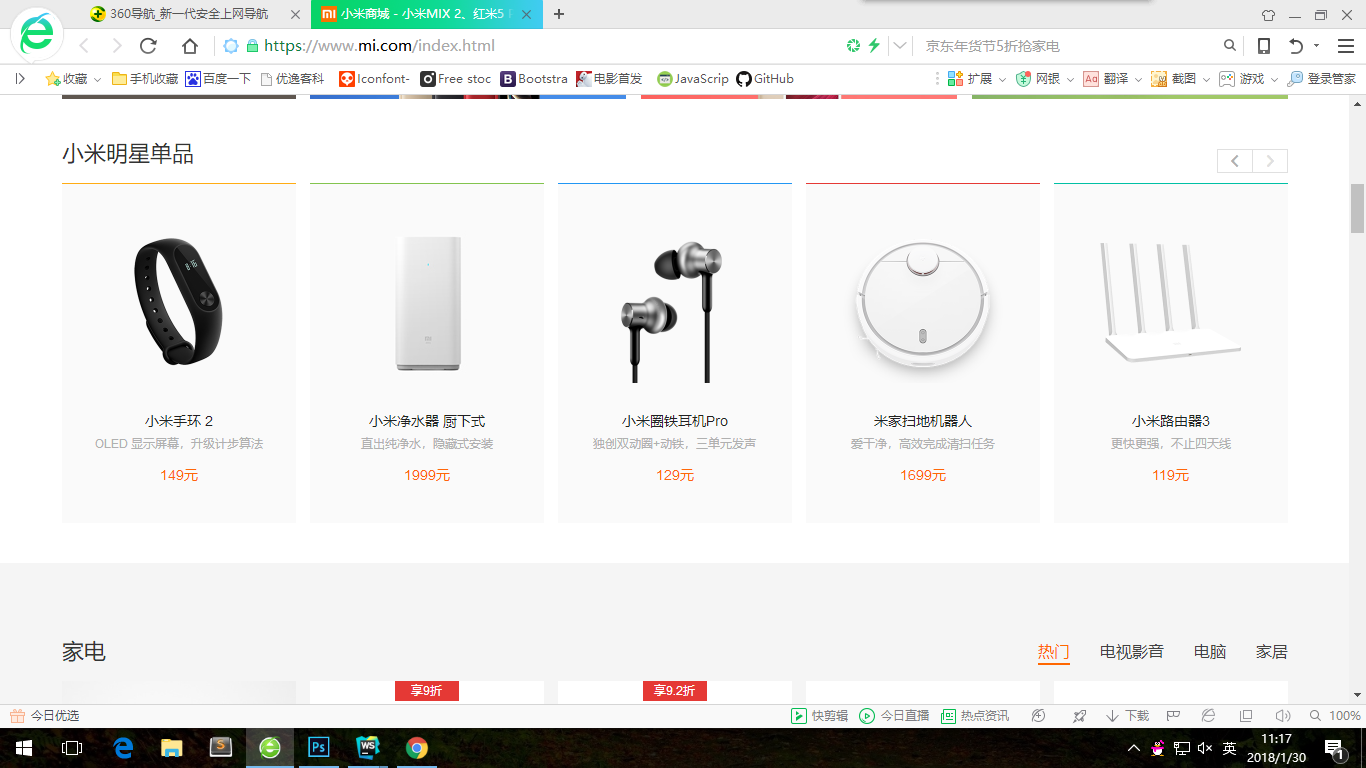 360导航_新一代安全上网导航
小米商城 - 小米MIX 2、红米5 P
https://www.mi.com/index.html
京东年货节5折抢家电
收藏 手机收藏 百度一下 优逸客科 Iconfont- Free stoc Bootstra 电影首发 JavaScrip GitHub 扩展 网银 翻译 截图 游戏 登录管家
小米明星单品
小米手环 2
OLED 显示屏幕，升级计步算法
149元
小米净水器 厨下式
直出纯净水，隐藏式安装
1999元
小米圈铁耳机Pro
独创双动圈+动铁，三单元发声
129元
米家扫地机器人
爱干净，高效完成清扫任务
1699元
小米路由器3
更快更强，不止四天线
119元
家电
热门 电视影音 电脑 家居
享9折 享9.2折
今日优选 快剪辑 今日直播 热点资讯 下载 100%
英
11:17
2018/1/30